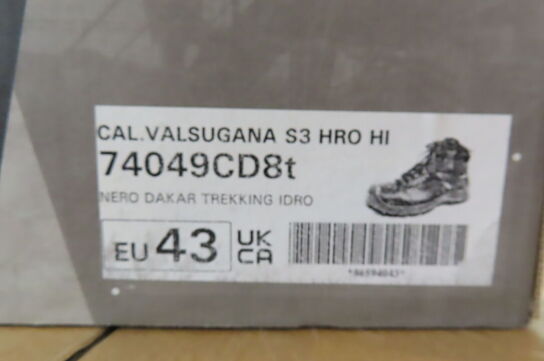 CAL.VALSUGANA S3 HRO HI
74049CD8t
NERO DAKAR TREKKING IDRO
EU 43 UK CA